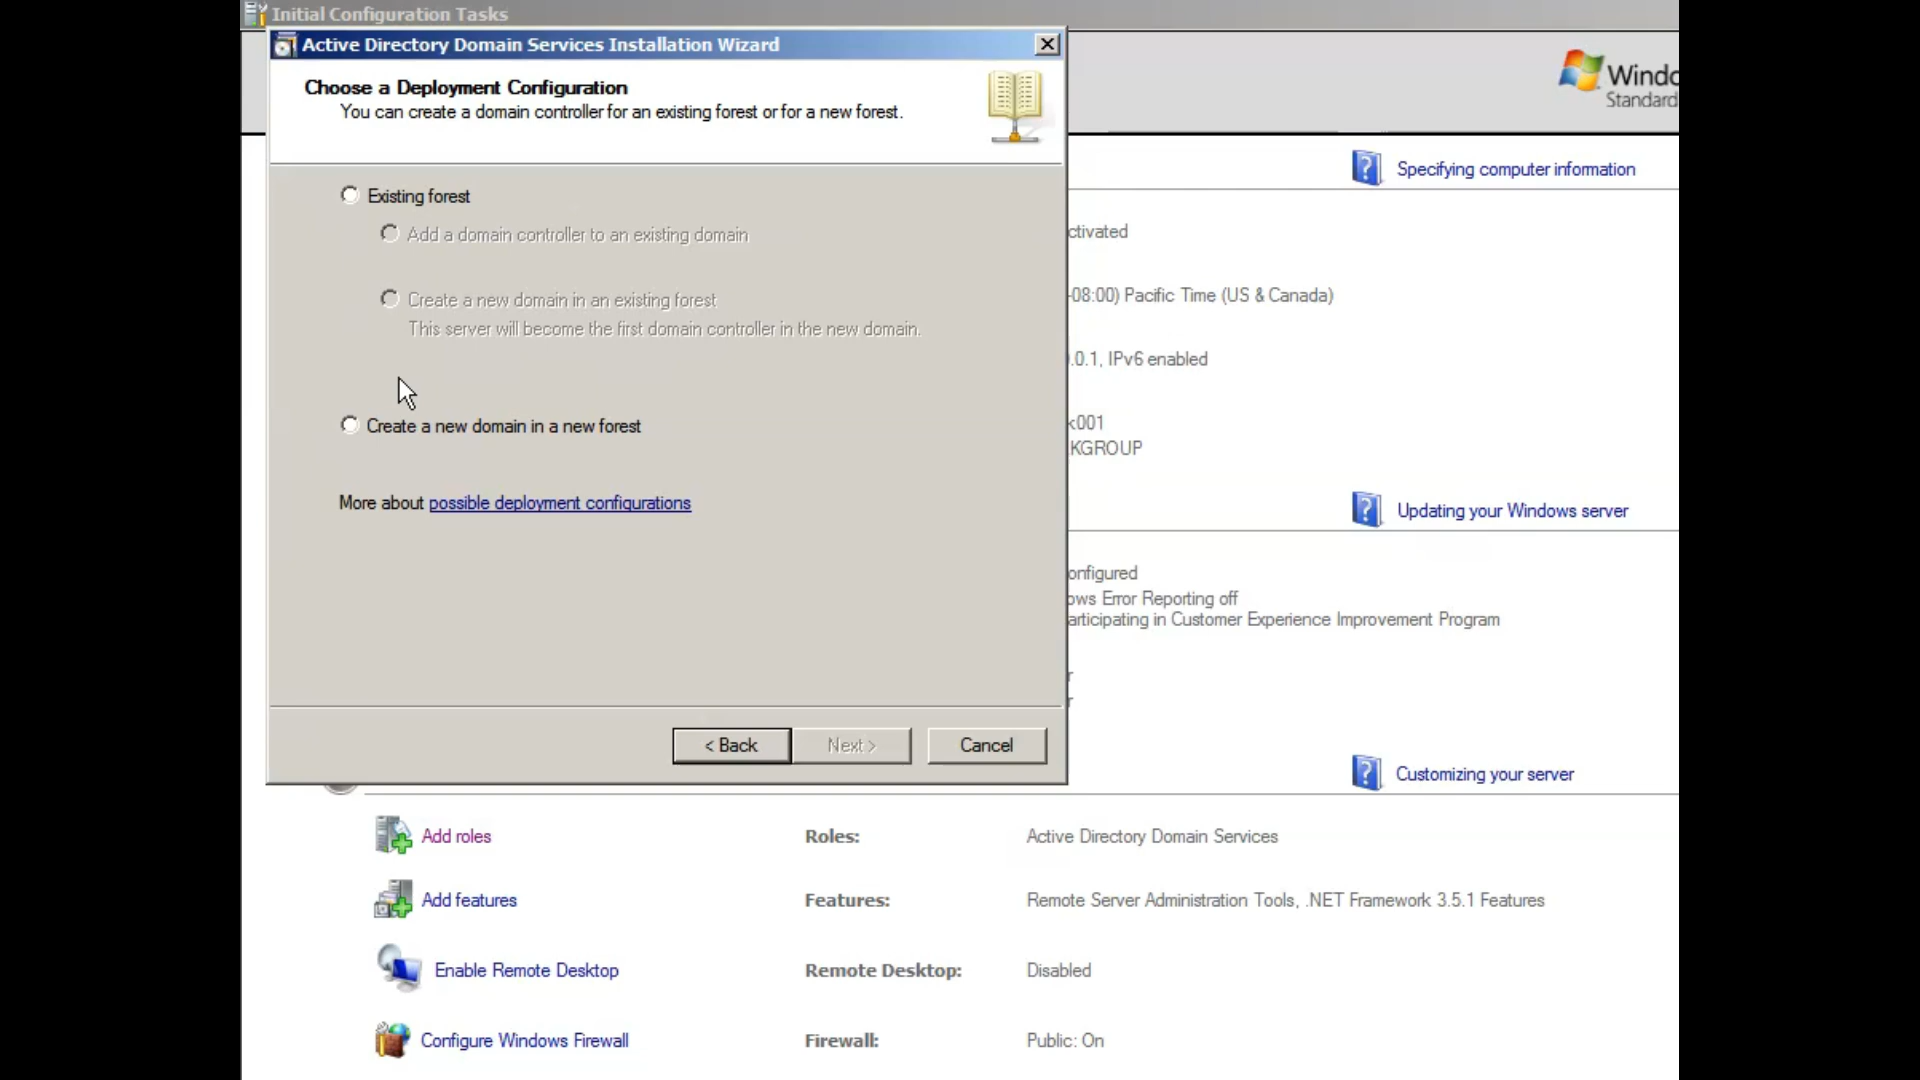 Initial Configuration Tasks
Active Directory Domain Services Installation Wizard
Choose a Deployment Configuration
You can create a domain controller for an existing forest or for a new forest.
Existing forest
Add a domain controller to an existing domain
Create a new domain in an existing forest
This server will become the first domain controller in the new domain.
Create a new domain in a new forest
More about possible deployment configurations
< Back
Next >
Cancel
Windo
Standard
Specifying computer information
ctivated
-08:00) Pacific Time (US & Canada)
.0.1, IPv6 enabled
k001
KGROUP
Updating your Windows server
onfigured
ows Error Reporting off
articipating in Customer Experience Improvement Program
r
r
Customizing your server
Add roles
Roles:
Active Directory Domain Services
Add features
Features:
Remote Server Administration Tools, .NET Framework 3.5.1 Features
Enable Remote Desktop
Remote Desktop:
Disabled
Configure Windows Firewall
Firewall:
Public: On